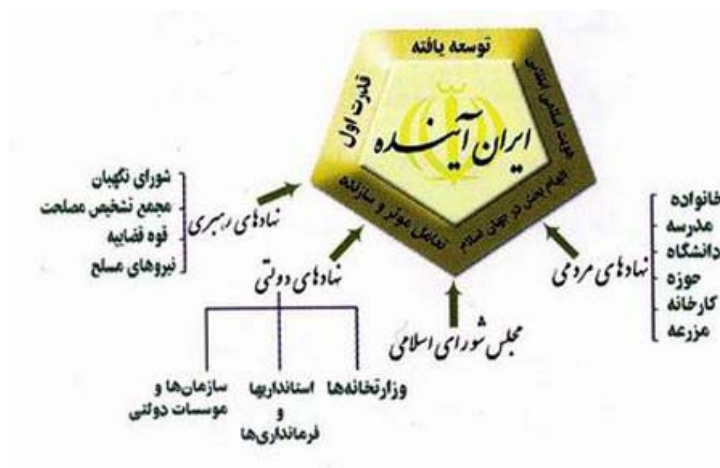 توسعه یافته
قدرت اول
هویت اسلامی انقلابی
ایران آینده
الهام بخش در جهان اسلام
تعامل موثر و سازنده
خانواده
مدرسه
دانشگاه
حوزه
کارخانه
مزرعه
نهادهای مردمی
شورای نگهبان
مجمع تشخیص مصلحت
قوه قضاییه
نیروهای مسلح
نهادهای رهبری
نهادهای دولتی
مجلس شورای اسلامی
وزارتخانه‌ها
استانداریها
و
فرمانداری‌ها
سازمان‌ها و
موسسات دولتی